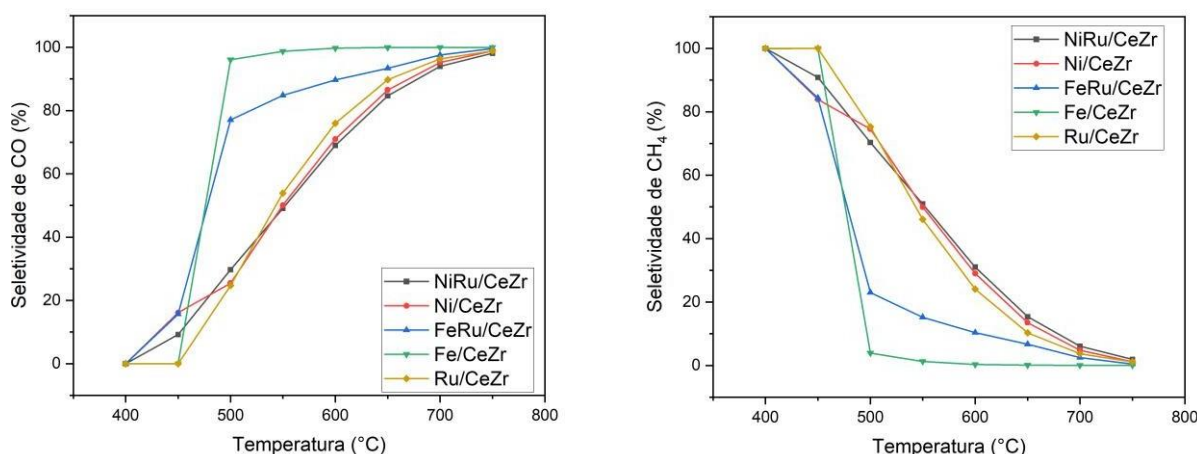 100
80
60
40
20
0
Seletividade de CO (%)
NiRu/CeZr
Ni/CeZr
FeRu/CeZr
Fe/CeZr
Ru/CeZr
400
500
600
700
800
Temperatura (°C)
100
80
60
40
20
0
Seletividade de CH₄ (%)
NiRu/CeZr
Ni/CeZr
FeRu/CeZr
Fe/CeZr
Ru/CeZr
400
500
600
700
800
Temperatura (°C)